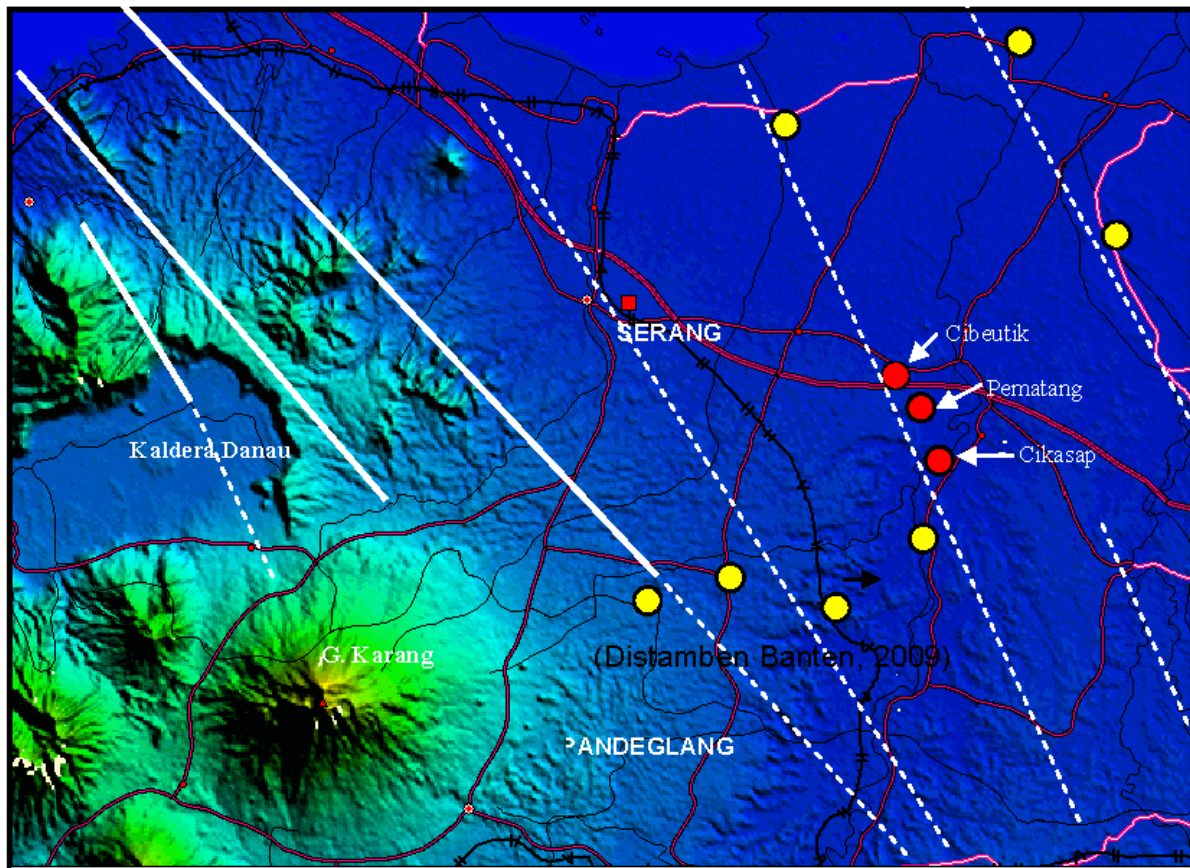 SERANG
Cibeutik
Pematang
Kaldera Danau
Cikasap
G. Karang
(Distamben Banten, 2009)
PANDEGLANG